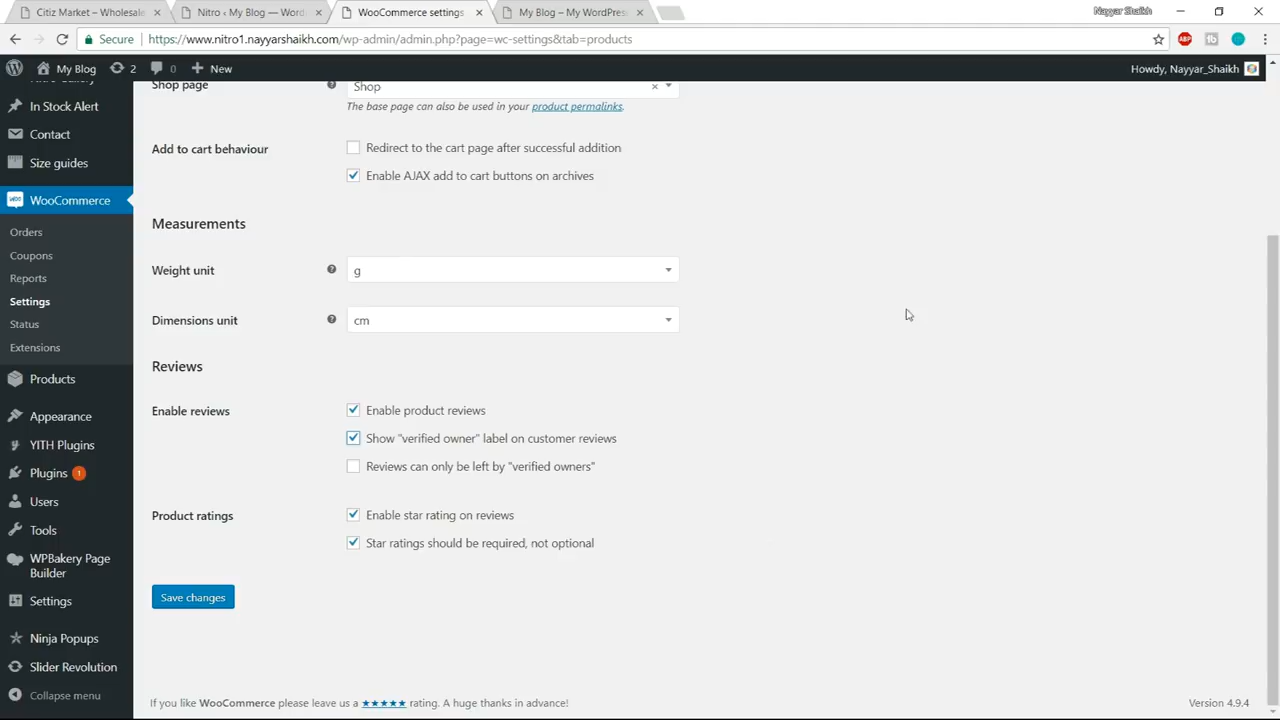 Citiz Market – Wholesale
Nitro ‹ My Blog — Word
WooCommerce settings
My Blog – My WordPress
Nayyar Shaikh
Secure
https://www.nitro1.nayyarshaikh.com/wp-admin/admin.php?page=wc-settings&tab=products
My Blog
2
0
New
Howdy, Nayyar_Shaikh
In Stock Alert
Contact
Size guides
WooCommerce
Orders
Coupons
Reports
Settings
Status
Extensions
Products
Appearance
YITH Plugins
Plugins 1
Users
Tools
WPBakery Page
Builder
Settings
Ninja Popups
Slider Revolution
Collapse menu
Shop page
Shop
The base page can also be used in your product permalinks.
Add to cart behaviour
Redirect to the cart page after successful addition
Enable AJAX add to cart buttons on archives
Measurements
Weight unit
g
Dimensions unit
cm
Reviews
Enable reviews
Enable product reviews
Show "verified owner" label on customer reviews
Reviews can only be left by "verified owners"
Product ratings
Enable star rating on reviews
Star ratings should be required, not optional
Save changes
If you like WooCommerce please leave us a ★★★★★ rating. A huge thanks in advance!
Version 4.9.4